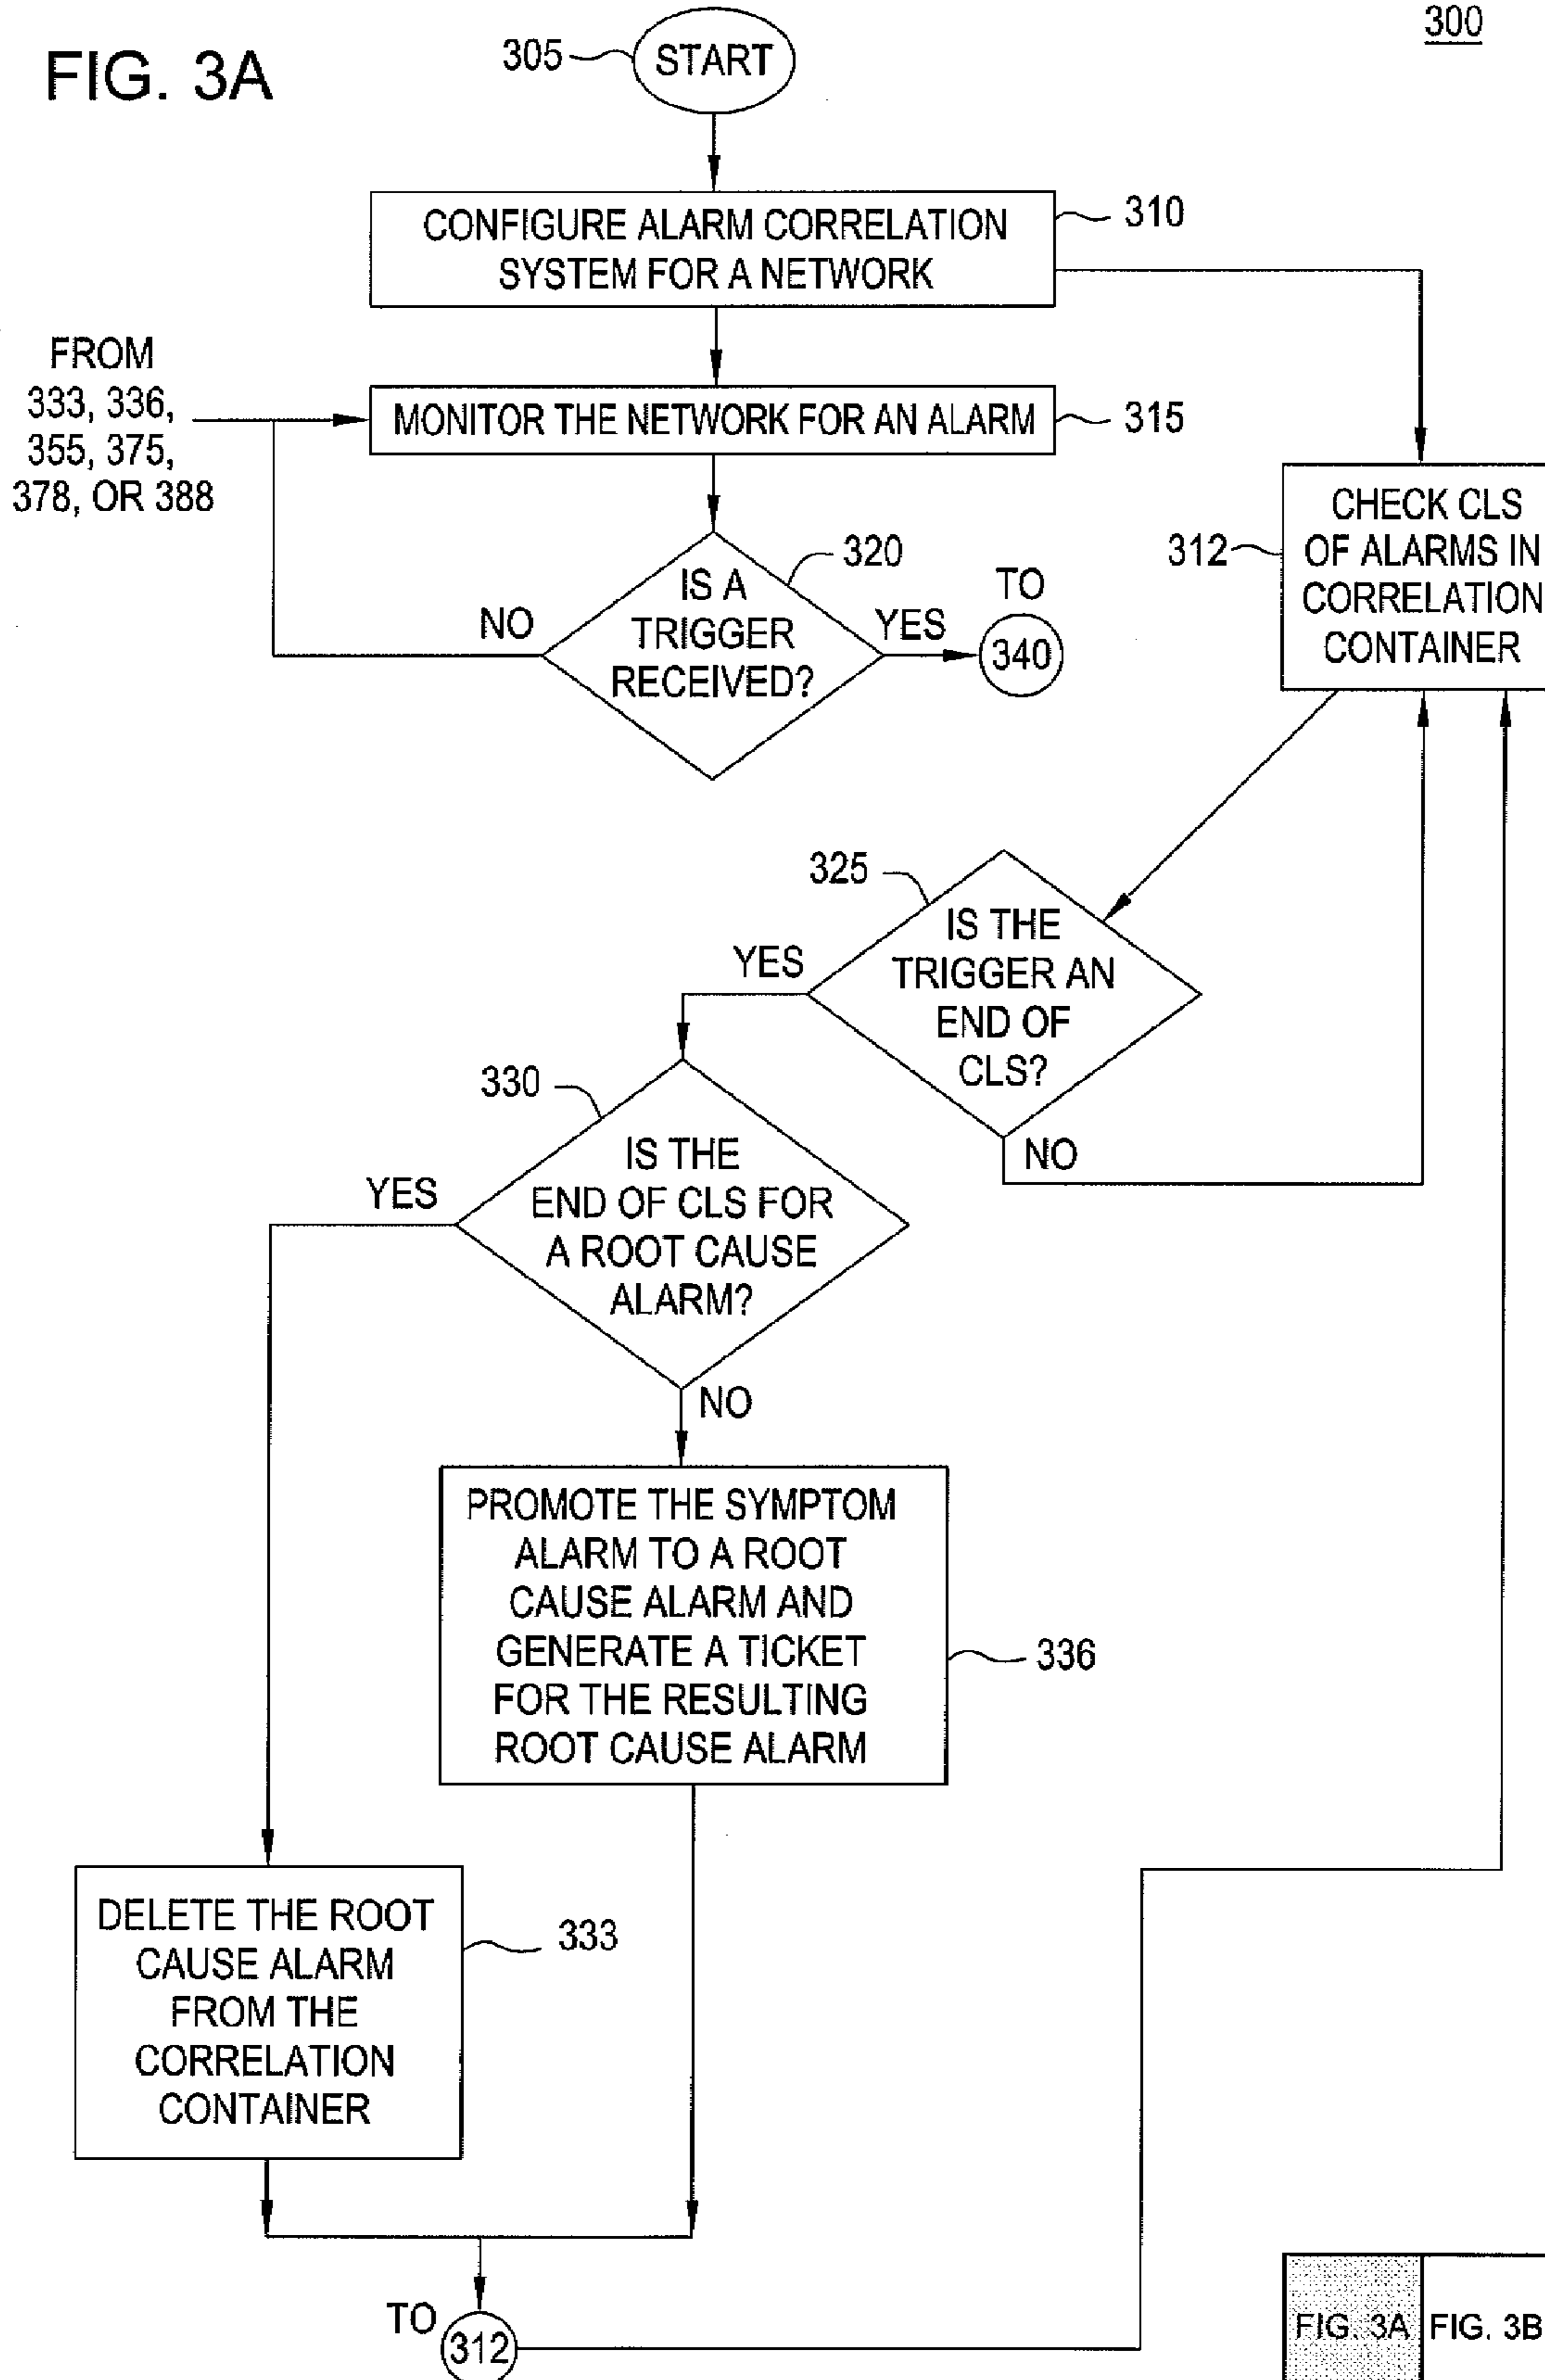 FIG. 3A
300
305
START
CONFIGURE ALARM CORRELATION
SYSTEM FOR A NETWORK
310
FROM
333, 336,
355, 375,
378, OR 388
MONITOR THE NETWORK FOR AN ALARM
315
CHECK CLS
OF ALARMS IN
CORRELATION
CONTAINER
312
320
IS A
TRIGGER
RECEIVED?
NO
YES
TO
340
325
IS THE
TRIGGER AN
END OF
CLS?
YES
NO
330
IS THE
END OF CLS FOR
A ROOT CAUSE
ALARM?
YES
NO
PROMOTE THE SYMPTOM
ALARM TO A ROOT
CAUSE ALARM AND
GENERATE A TICKET
FOR THE RESULTING
ROOT CAUSE ALARM
336
DELETE THE ROOT
CAUSE ALARM
FROM THE
CORRELATION
CONTAINER
333
TO
312
FIG. 3A
FIG. 3B